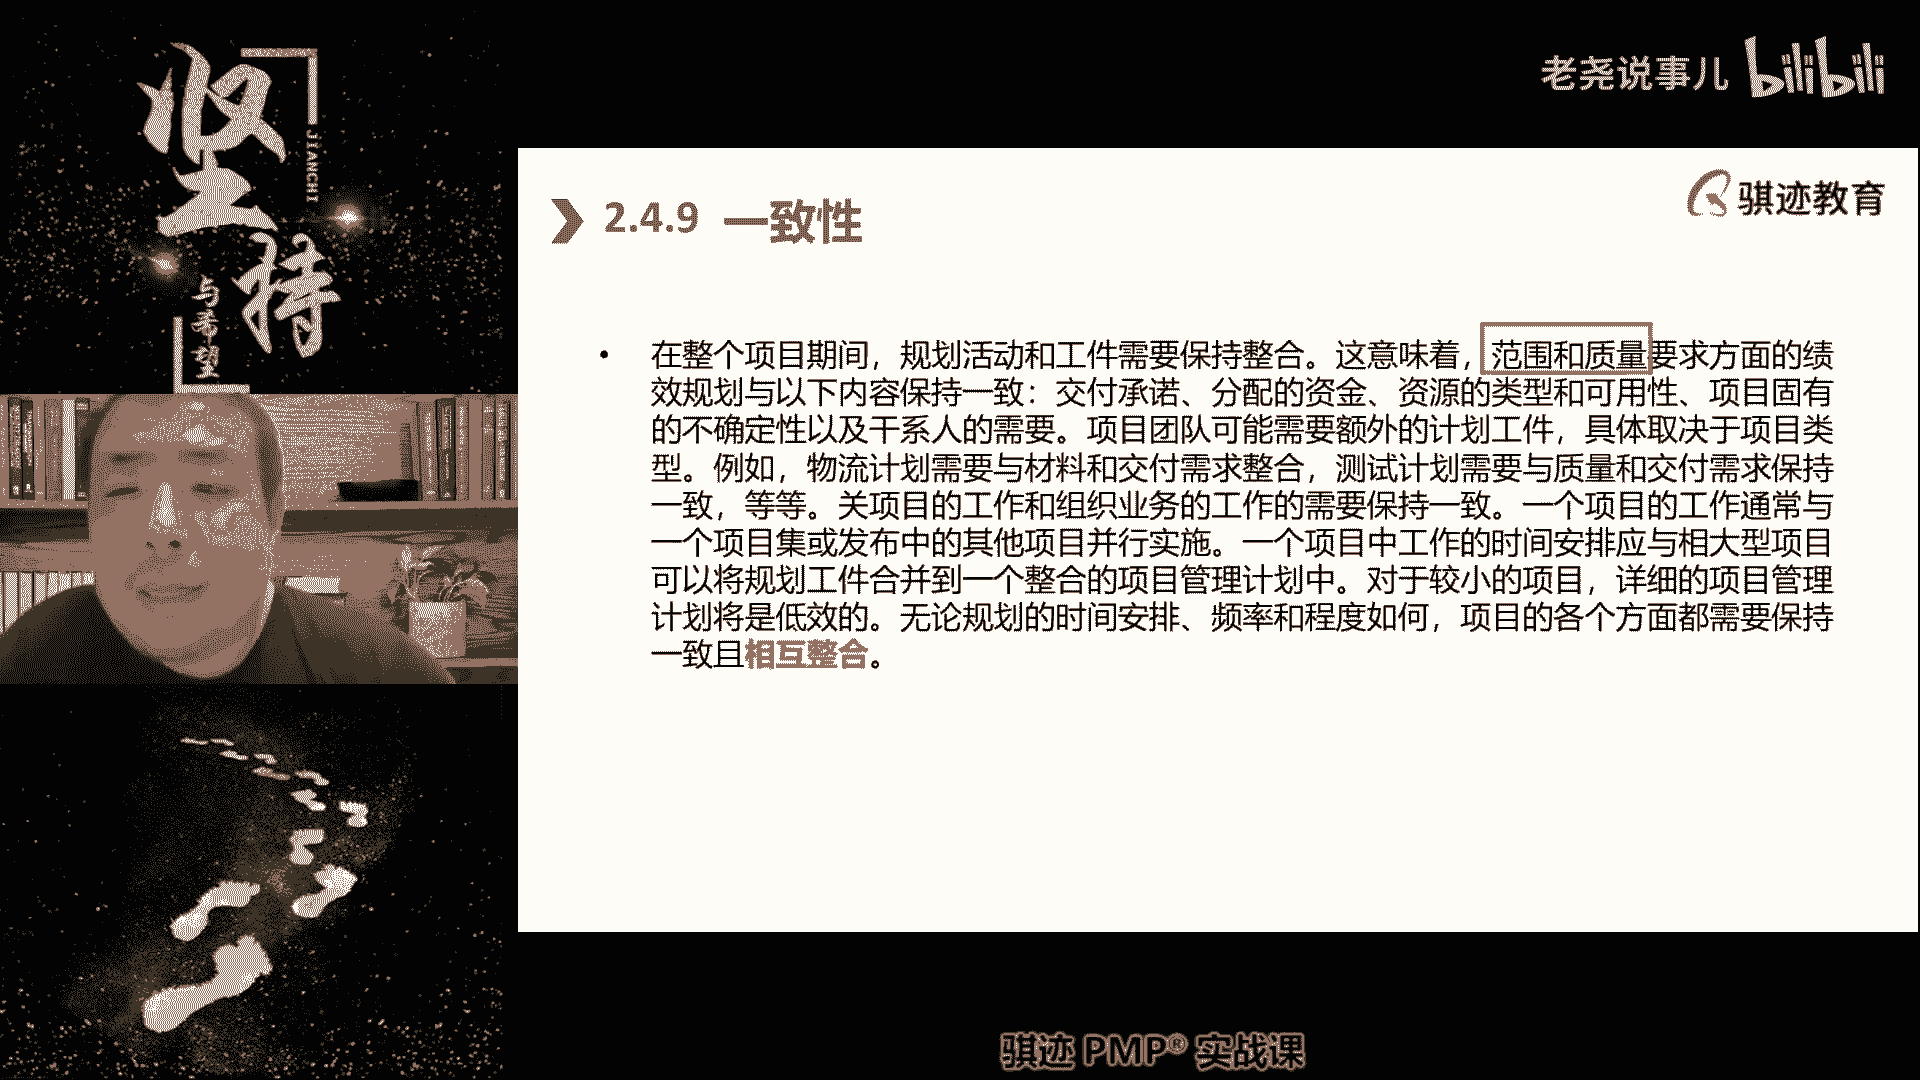 坚
JIANCHI
持
与希望
老尧说事儿 bilibili
骐迹教育
2.4.9 一致性
• 在整个项目期间，规划活动和工件需要保持整合。这意味着，范围和质量要求方面的绩
效规划与以下内容保持一致：交付承诺、分配的资金、资源的类型和可用性、项目固有
的不确定性以及干系人的需要。项目团队可能需要额外的计划工件，具体取决于项目类
型。例如，物流计划需要与材料和交付需求整合，测试计划需要与质量和交付需求保持
一致，等等。关项目的工作和组织业务的工作的需要保持一致。一个项目的工作通常与
一个项目集或发布中的其他项目并行实施。一个项目中工作的时间安排应与相大型项目
可以将规划工件合并到一个整合的项目管理计划中。对于较小的项目，详细的项目管理
计划将是低效的。无论规划的时间安排、频率和程度如何，项目的各个方面都需要保持
一致且相互整合。
骐迹 PMP® 实战课